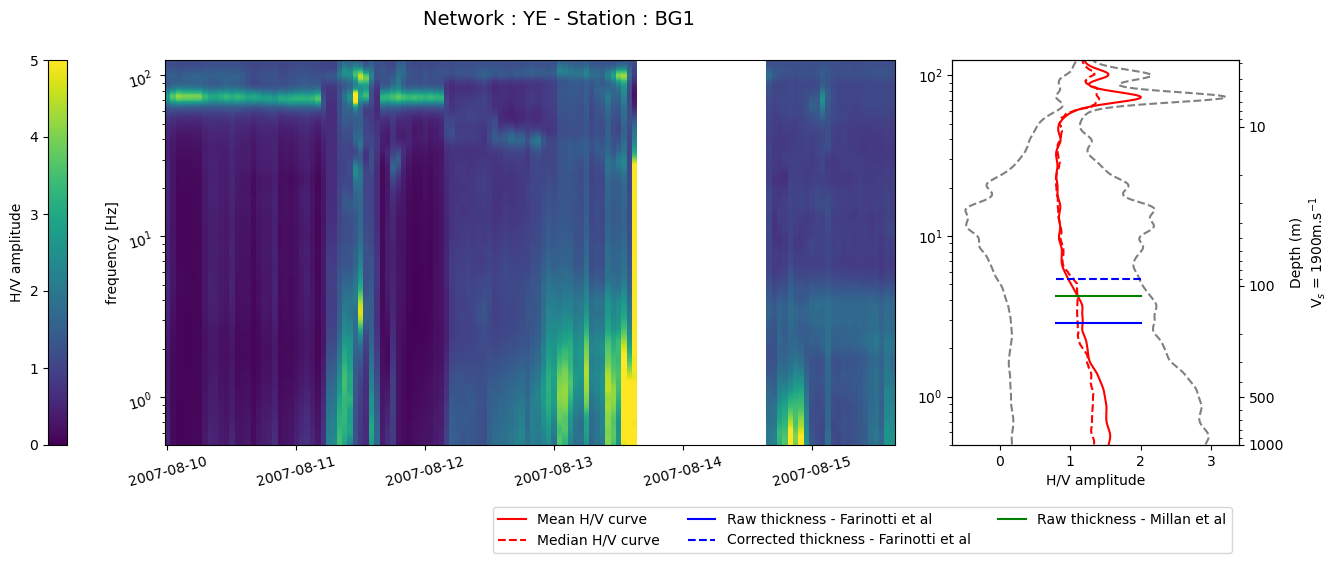 Network : YE - Station : BG1
H/V amplitude
5
4
3
2
1
0
frequency [Hz]
10²
10¹
10⁰
2007-08-10
2007-08-11
2007-08-12
2007-08-13
2007-08-14
2007-08-15
10²
10¹
10⁰
0
1
2
3
H/V amplitude
10
100
500
1000
Depth (m)
Vₛ = 1900m.s⁻¹
Mean H/V curve
Median H/V curve
Raw thickness - Farinotti et al
Corrected thickness - Farinotti et al
Raw thickness - Millan et al